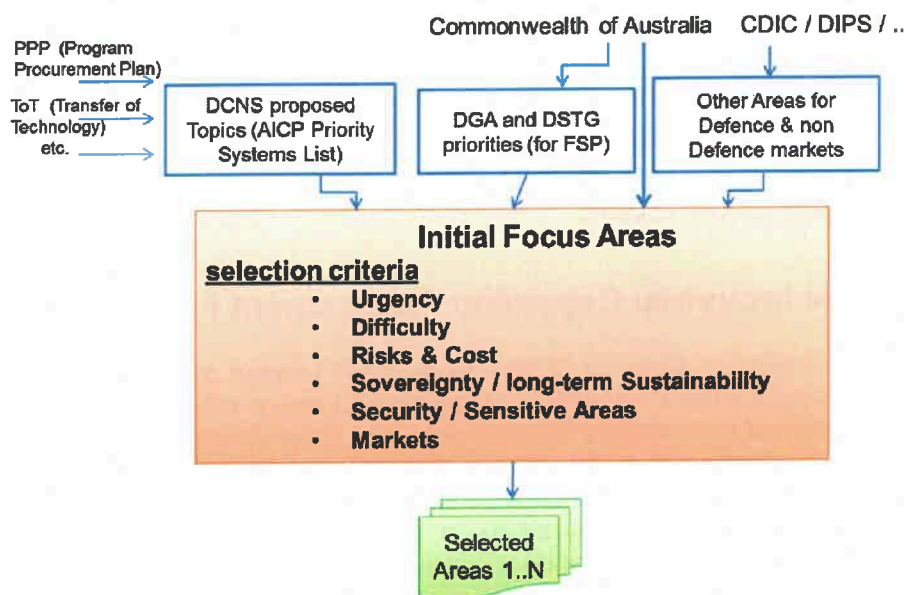 Commonwealth of Australia
CDIC / DIPS / ..
PPP (Program
Procurement Plan)
ToT (Transfer of
Technology)
etc.
DCNS proposed
Topics (AICP Priority
Systems List)
DGA and DSTG
priorities (for FSP)
Other Areas for
Defence & non
Defence markets
Initial Focus Areas
selection criteria
• Urgency
• Difficulty
• Risks & Cost
• Sovereignty / long-term Sustainability
• Security / Sensitive Areas
• Markets
Selected
Areas 1..N